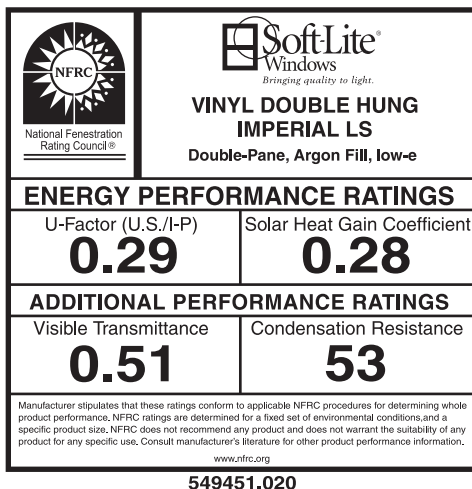 NFRC
National Fenestration
Rating Council®
Soft-Lite®
Windows
Bringing quality to light.
VINYL DOUBLE HUNG
IMPERIAL LS
Double-Pane, Argon Fill, low-e
ENERGY PERFORMANCE RATINGS
U-Factor (U.S./I-P)
0.29
Solar Heat Gain Coefficient
0.28
ADDITIONAL PERFORMANCE RATINGS
Visible Transmittance
0.51
Condensation Resistance
53
Manufacturer stipulates that these ratings conform to applicable NFRC procedures for determining whole
product performance. NFRC ratings are determined for a fixed set of environmental conditions,and a
specific product size. NFRC does not recommend any product and does not warrant the suitability of any
product for any specific use. Consult manufacturer's literature for other product performance information.
www.nfrc.org
549451.020